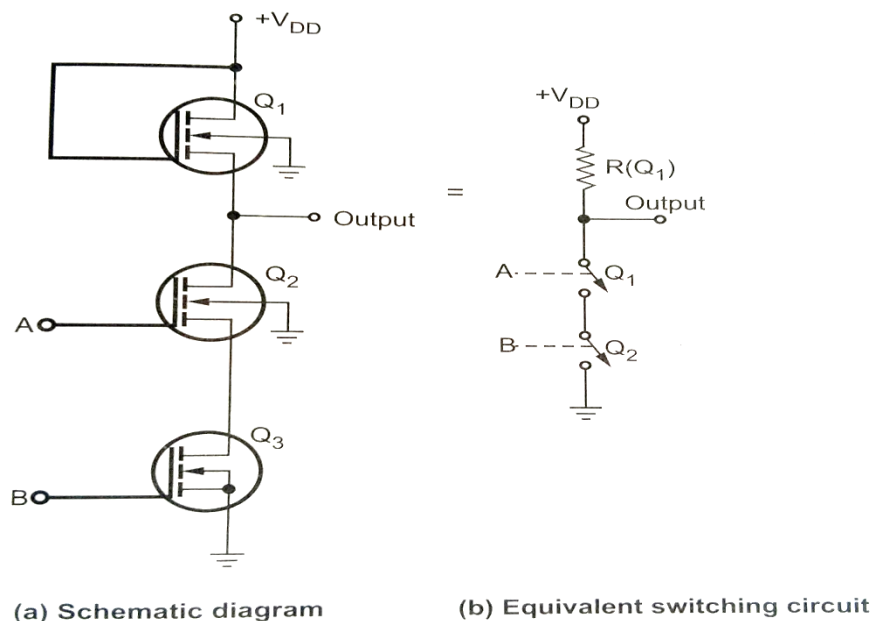 +VDD
Q1
Output
Q2
A
Q3
B
=
+VDD
R(Q1)
Output
A
Q1
B
Q2
(a) Schematic diagram
(b) Equivalent switching circuit